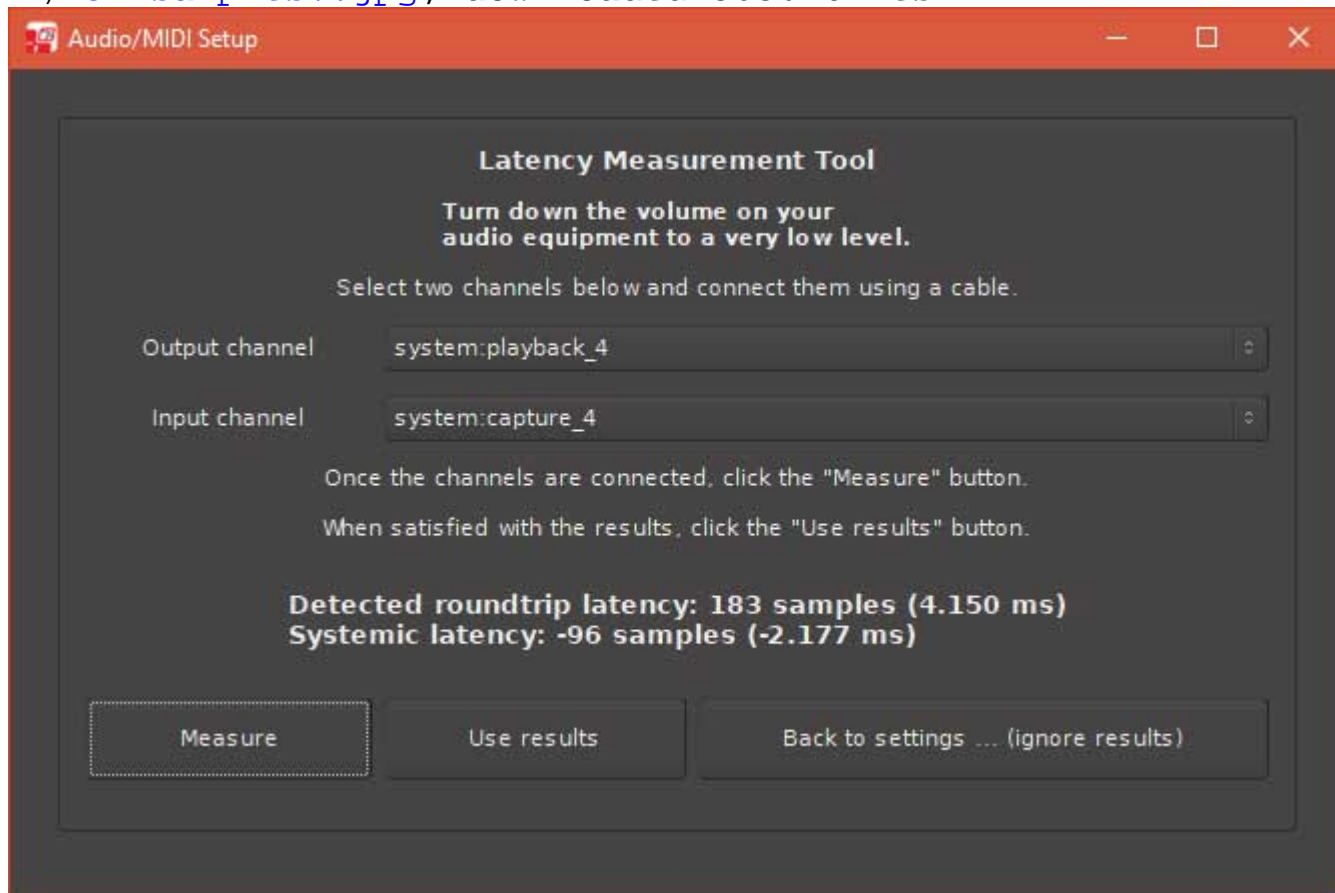 Audio/MIDI Setup
Latency Measurement Tool
Turn down the volume on your
audio equipment to a very low level.
Select two channels below and connect them using a cable.
Output channel
system:playback_4
Input channel
system:capture_4
Once the channels are connected, click the "Measure" button.
When satisfied with the results, click the "Use results" button.
Detected roundtrip latency: 183 samples (4.150 ms)
Systemic latency: -96 samples (-2.177 ms)
Measure
Use results
Back to settings ... (ignore results)